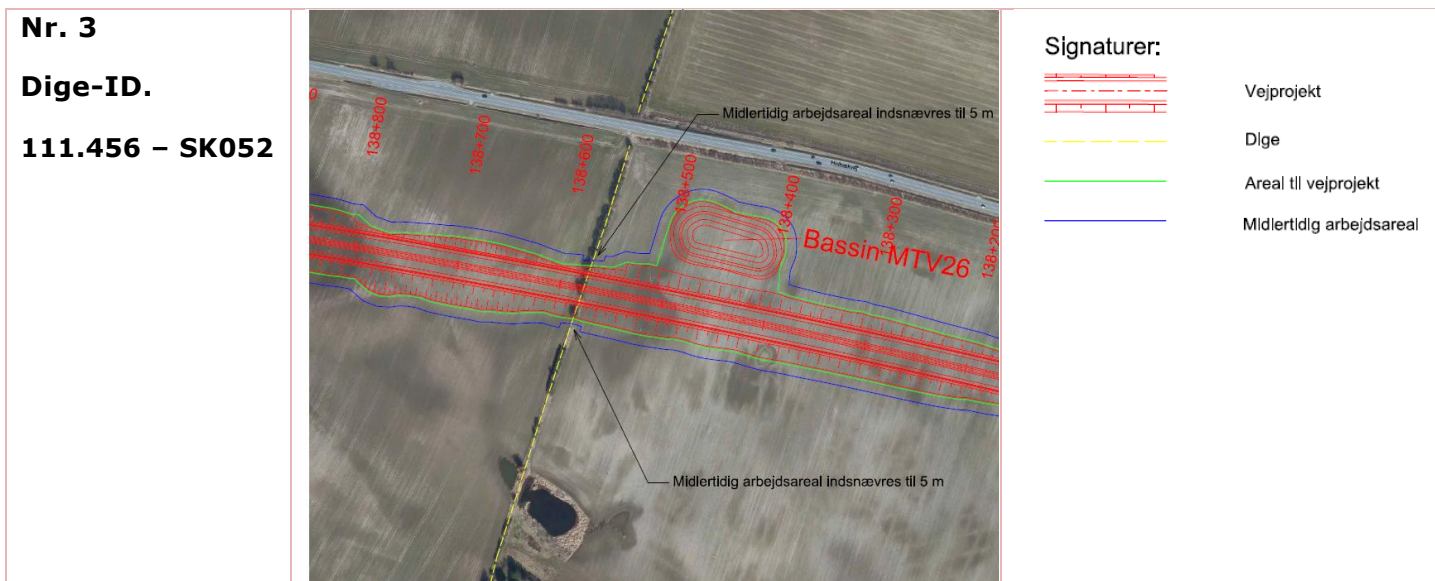 Nr. 3
Dige-ID.
111.456 – SK052
0
138+800
138+700
138+600
138+500
138+400
138+300
138+200
Midlertidig arbejdsareal indsnævres til 5 m
Bassin MTV26
Midlertidig arbejdsareal indsnævres til 5 m
Signaturer:
Vejprojekt
Dige
Areal til vejprojekt
Midlertidig arbejdsareal